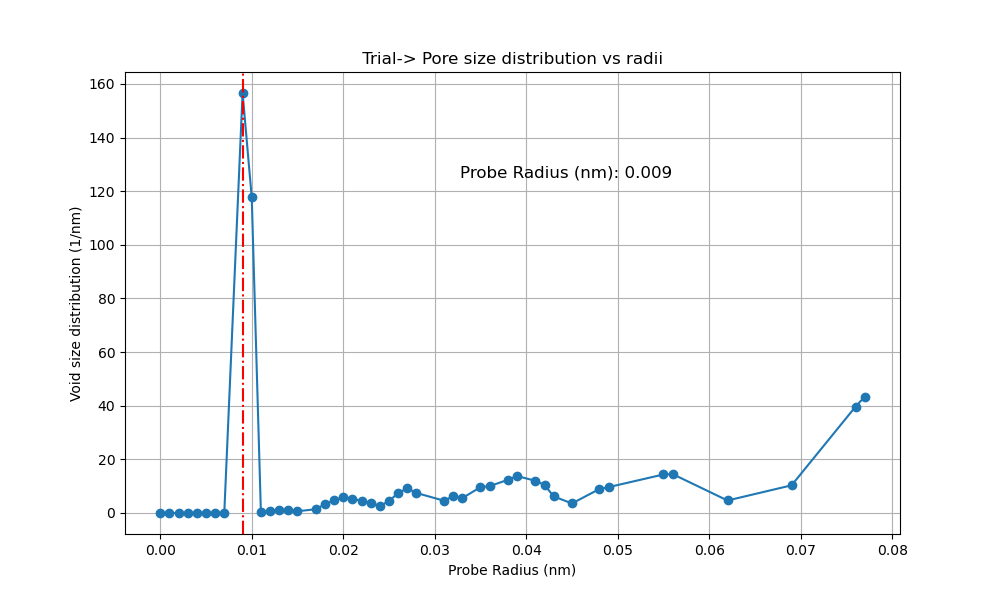 Trial-> Pore size distribution vs radii
160
140
120
100
80
60
40
20
0
Void size distribution (1/nm)
Probe Radius (nm): 0.009
0.00 0.01 0.02 0.03 0.04 0.05 0.06 0.07 0.08
Probe Radius (nm)